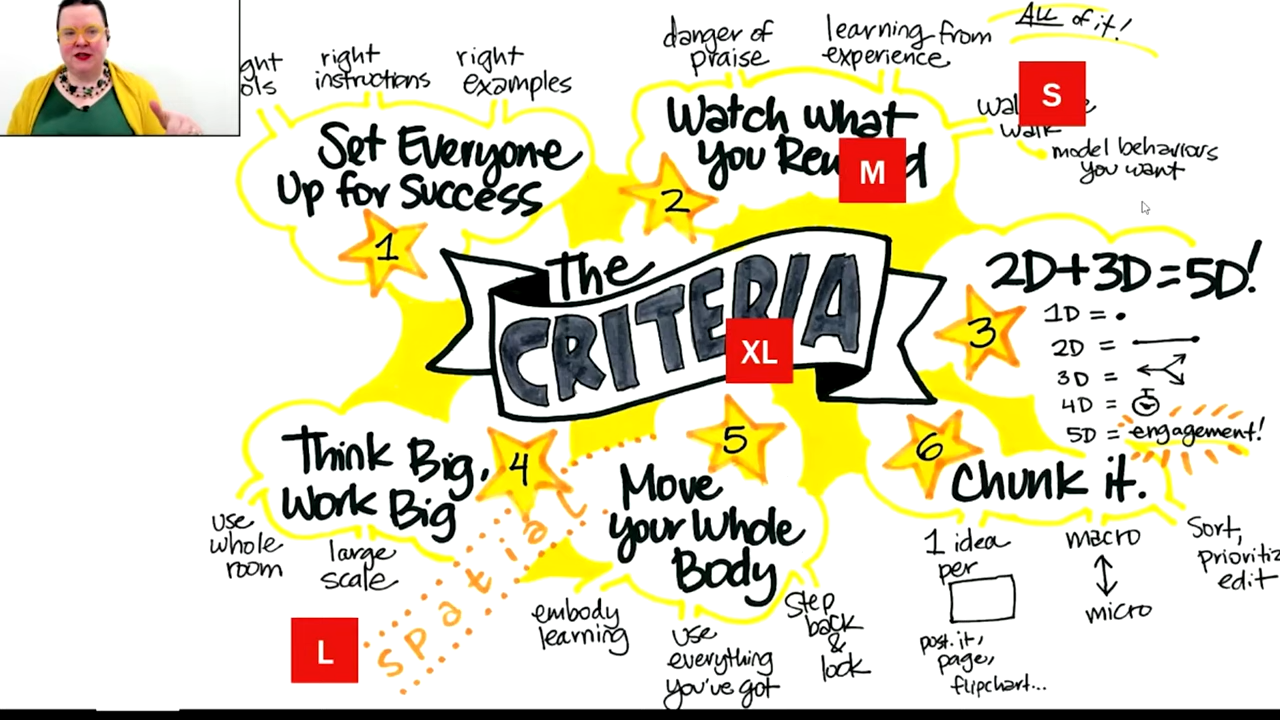 right
instructions
right
examples
danger of
praise
learning from
experience
ALL of it!
Set Everyone
Up for Success
1
Watch what
you
2
S
walk
M
model behaviors
you want
The
CRITERIA
XL
2D+3D=5D!
3
1D = •
2D =
3D =
4D =
5D = engagement!
Think Big,
Work Big
4
use
whole
room
large
scale
L
spatial
5
Move
your Whole
Body
embody
learning
use
everything
you've got
step
back
&
look
6
Chunk it.
1 idea
per
post.it,
page,
flipchart...
macro
micro
Sort,
edit